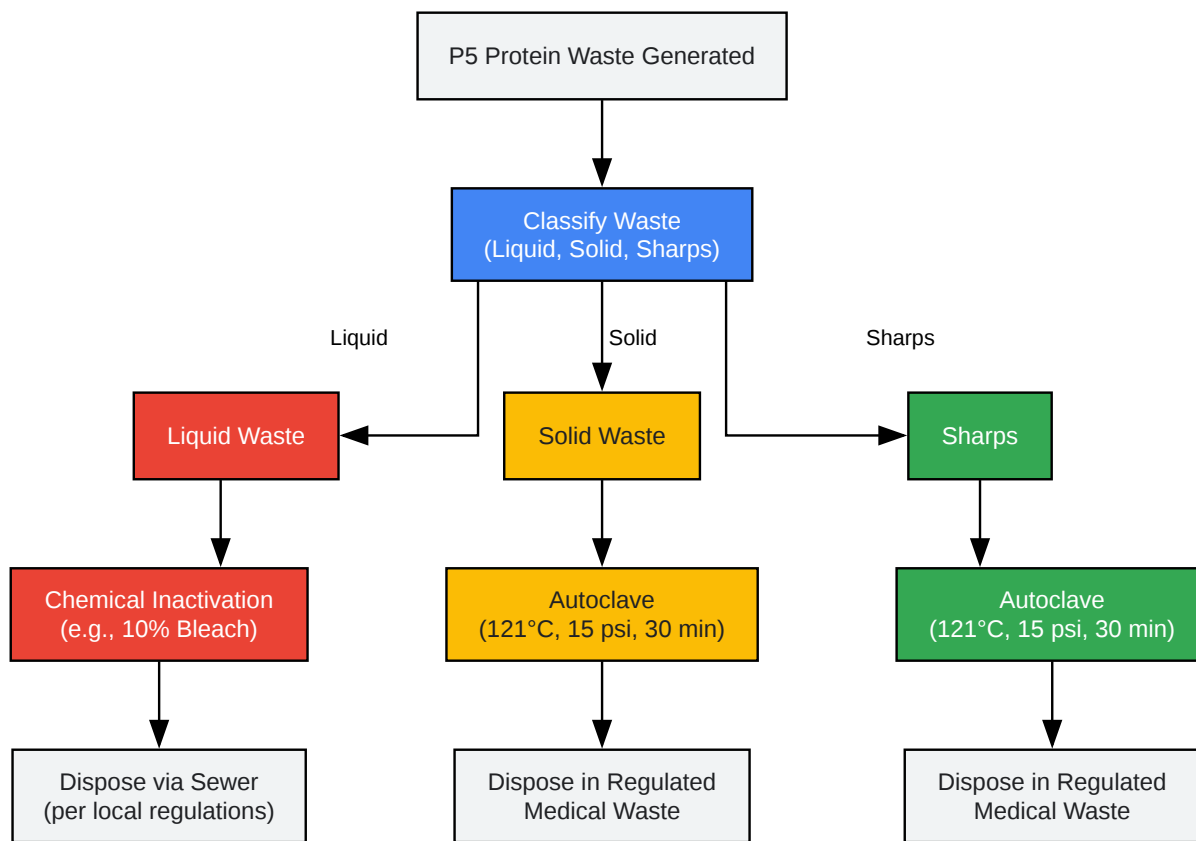 P5 Protein Waste Generated
Classify Waste
(Liquid, Solid, Sharps)
Liquid
Solid
Sharps
Liquid Waste
Solid Waste
Sharps
Chemical Inactivation
(e.g., 10% Bleach)
Autoclave
(121°C, 15 psi, 30 min)
Autoclave
(121°C, 15 psi, 30 min)
Dispose via Sewer
(per local regulations)
Dispose in Regulated
Medical Waste
Dispose in Regulated
Medical Waste